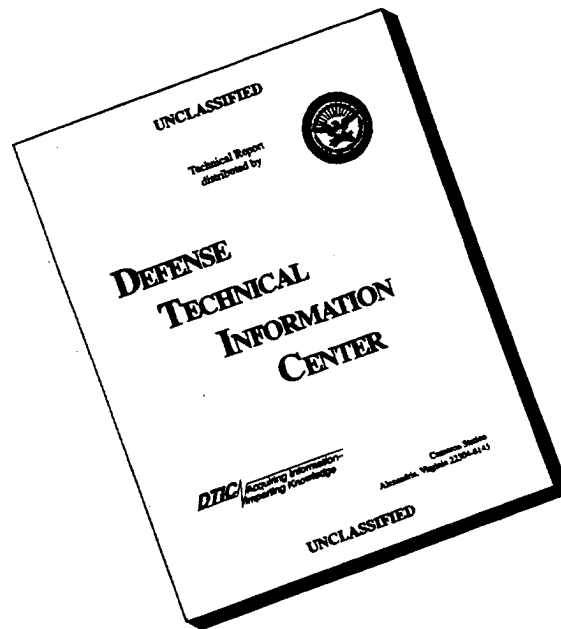 UNCLASSIFIED
Technical Report
distributed by
DEFENSE
TECHNICAL
INFORMATION
CENTER
DTIC
Acquiring Information-
Imparting Knowledge
Cameron Station
Alexandria, Virginia 22304-6145
UNCLASSIFIED